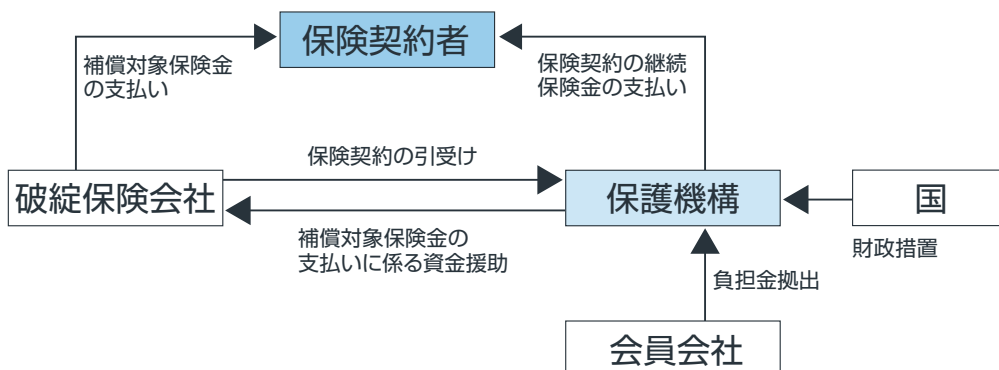 保険契約者
補償対象保険金
の支払い
保険契約の継続
保険金の支払い
保険契約の引受け
破綻保険会社
保護機構
国
補償対象保険金の
支払いに係る資金援助
財政措置
負担金拠出
会員会社